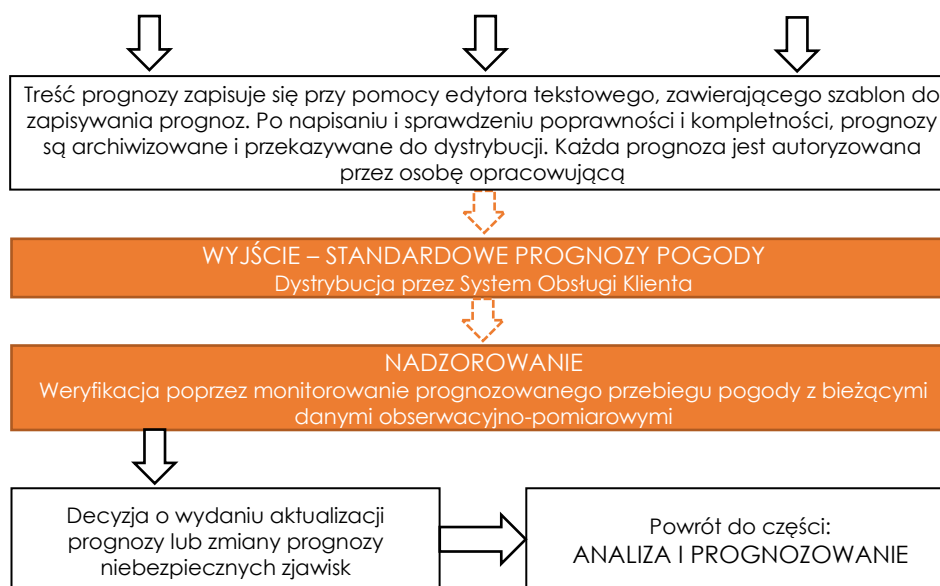 Treść prognozy zapisuje się przy pomocy edytora tekstowego, zawierającego szablon do
zapisywania prognoz. Po napisaniu i sprawdzeniu poprawności i kompletności, prognozy
są archiwizowane i przekazywane do dystrybucji. Każda prognoza jest autoryzowana
przez osobę opracowującą
WYJŚCIE – STANDARDOWE PROGNOZY POGODY
Dystrybucja przez System Obsługi Klienta
NADZOROWANIE
Weryfikacja poprzez monitorowanie prognozowanego przebiegu pogody z bieżącymi
danymi obserwacyjno-pomiarowymi
Decyzja o wydaniu aktualizacji
prognozy lub zmiany prognozy
niebezpiecznych zjawisk
Powrót do części:
ANALIZA I PROGNOZOWANIE